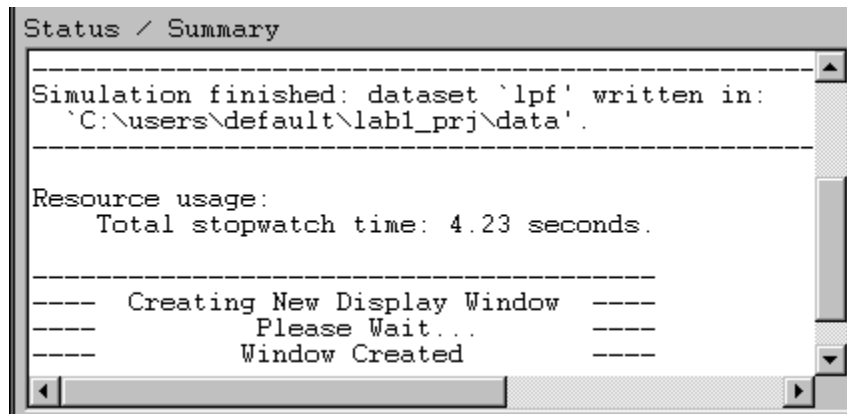 Status / Summary
--------------------------------------------------
Simulation finished: dataset `lpf' written in:
  `C:\users\default\lab1_prj\data'.
--------------------------------------------------
Resource usage:
    Total stopwatch time: 4.23 seconds.
----------------------------------------
----  Creating New Display Window  ----
----          Please Wait...       ----
----         Window Created        ----